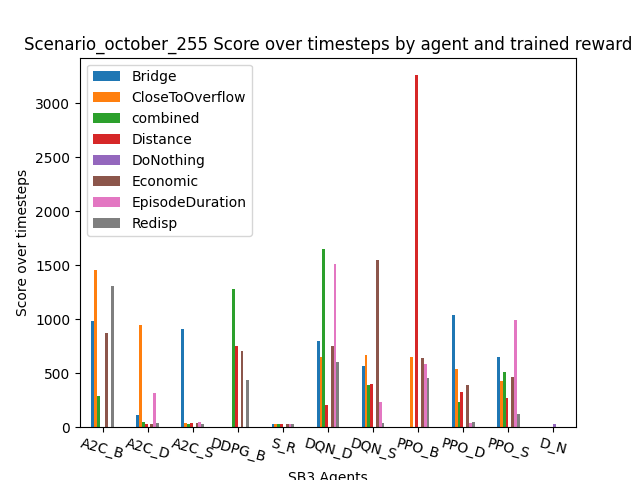 Scenario_october_255 Score over timesteps by agent and trained reward
Score over timesteps
3000
2500
2000
1500
1000
500
0
Bridge
CloseToOverflow
combined
Distance
DoNothing
Economic
EpisodeDuration
Redisp
A2C_B
A2C_D
A2C_S
DDPG_B
S_R
DQN_D
DQN_S
PPO_B
PPO_D
PPO_S
D_N
SB3 Agents